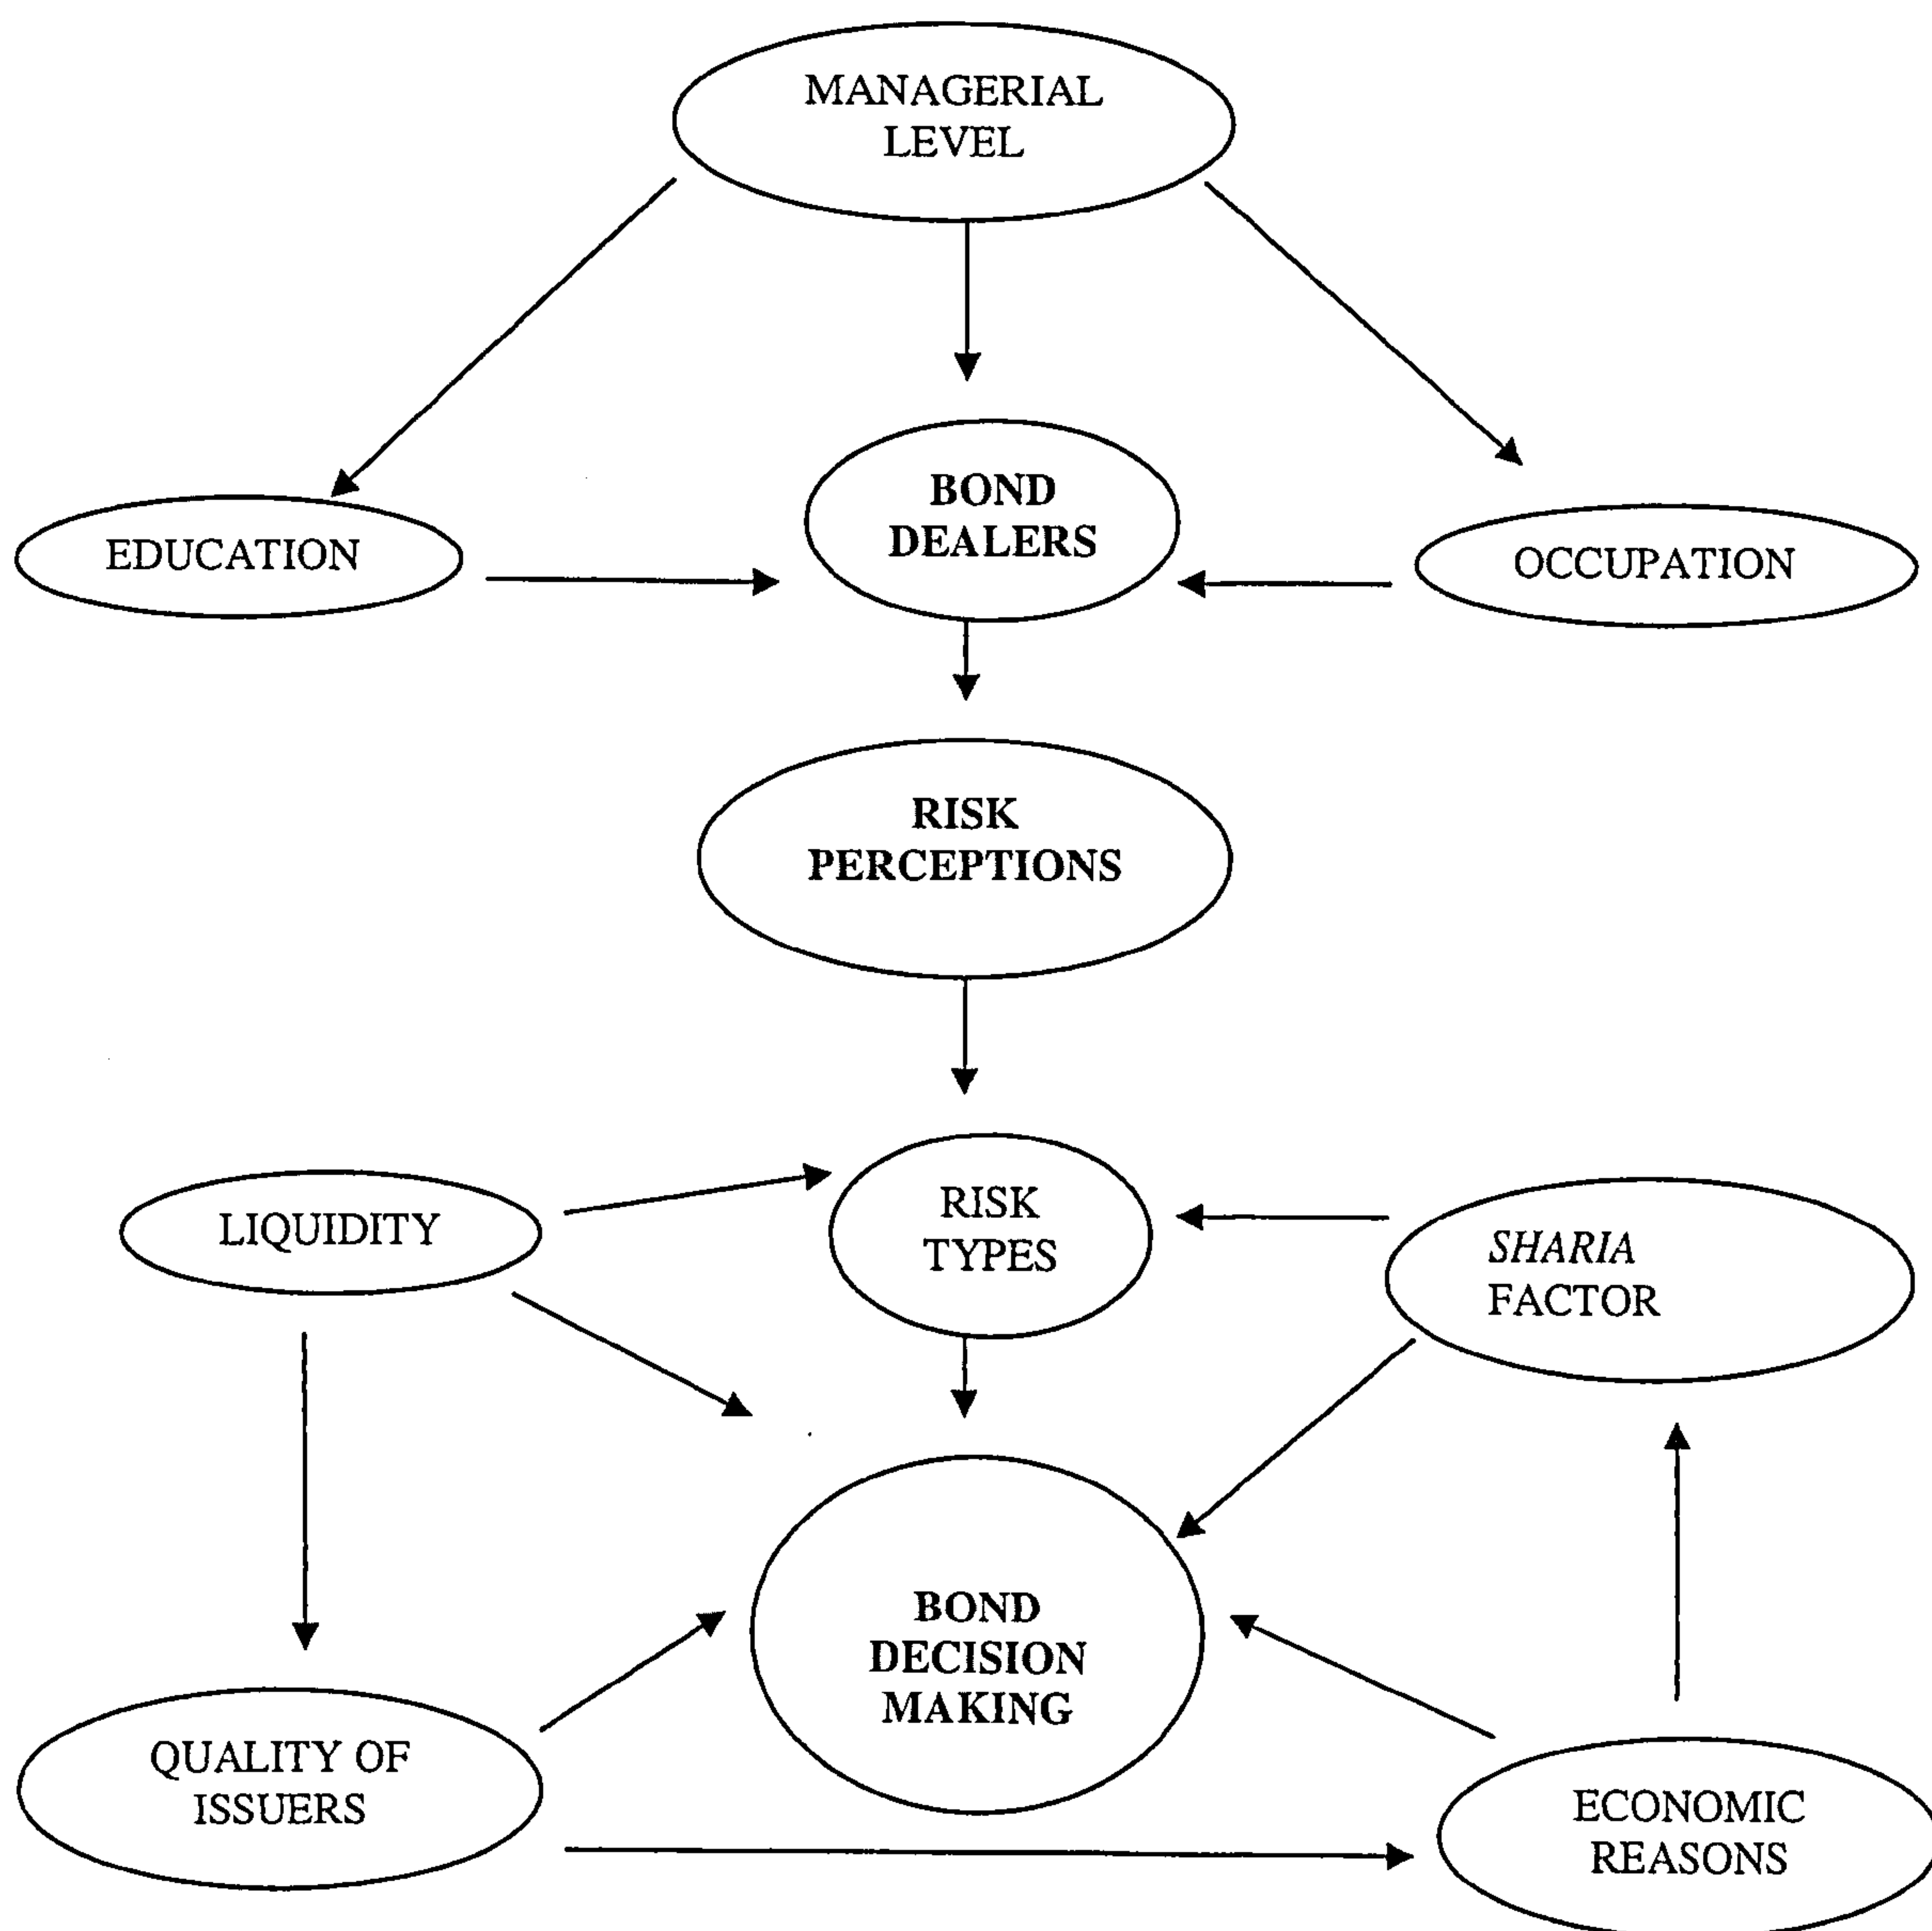 MANAGERIAL
LEVEL
BOND
DEALERS
EDUCATION
OCCUPATION
RISK
PERCEPTIONS
RISK
TYPES
LIQUIDITY
SHARIA
FACTOR
BOND
DECISION
MAKING
QUALITY OF
ISSUERS
ECONOMIC
REASONS